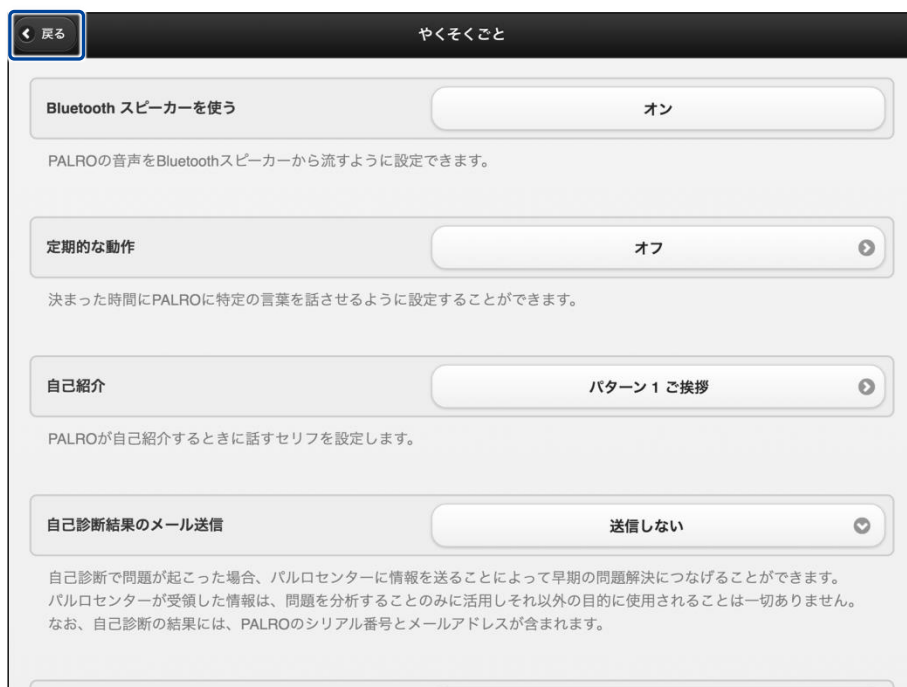 戻る
やくそくごと
Bluetooth スピーカーを使う
オン
PALROの音声をBluetoothスピーカーから流すように設定できます。
定期的な動作
オフ
決まった時間にPALROに特定の言葉を話させるように設定することができます。
自己紹介
パターン 1 ご挨拶
PALROが自己紹介するときに話すセリフを設定します。
自己診断結果のメール送信
送信しない
自己診断で問題が起こった場合、パルロセンターに情報を送ることによって早期の問題解決につなげることができます。
パルロセンターが受領した情報は、問題を分析することのみに活用しそれ以外の目的に使用されることは一切ありません。
なお、自己診断の結果には、PALROのシリアル番号とメールアドレスが含まれます。